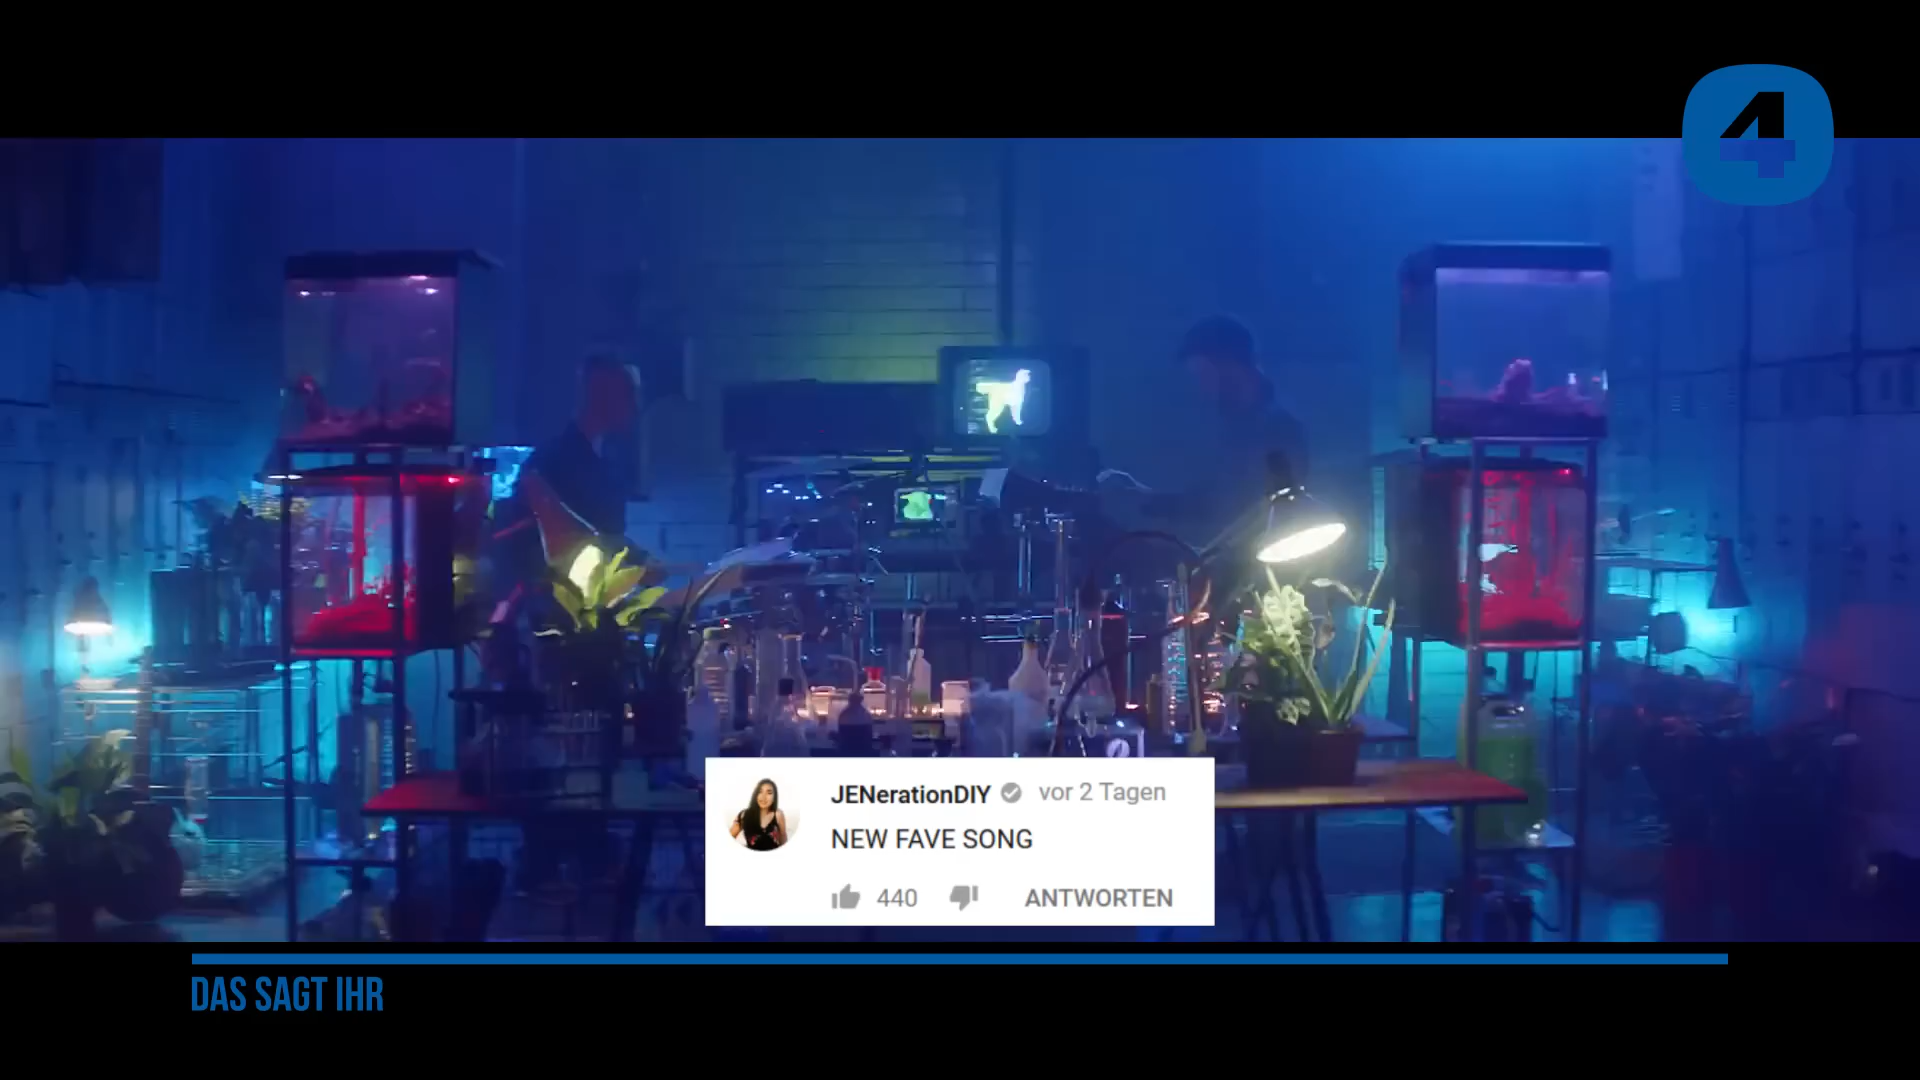 4
JENerationDIY vor 2 Tagen
NEW FAVE SONG
440 ANTWORTEN
DAS SAGT IHR